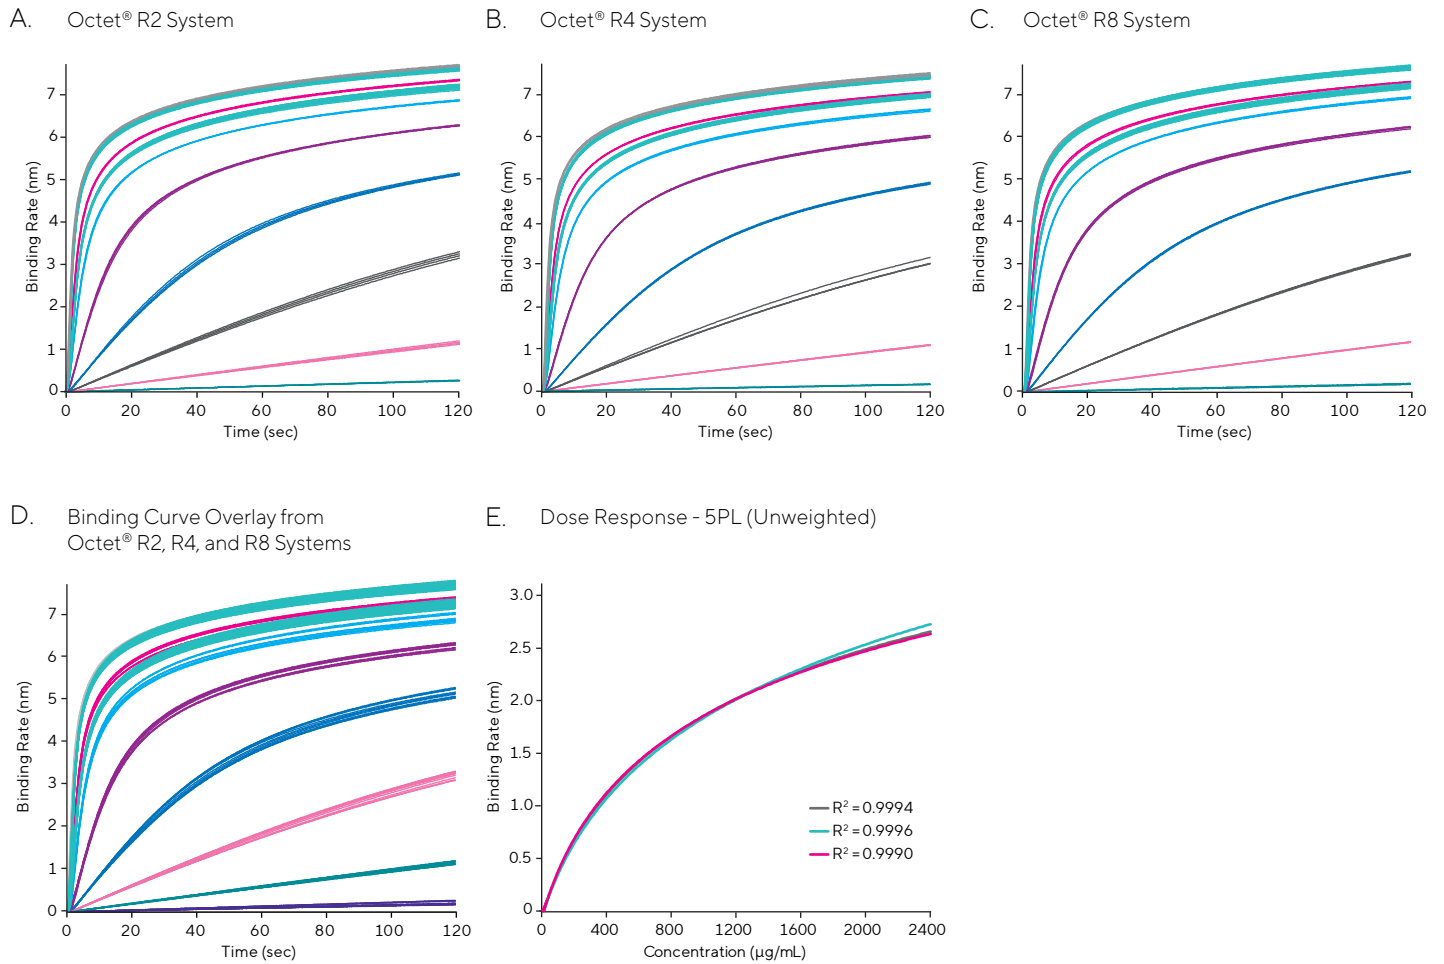 A. Octet® R2 System
7
6
5
4
3
2
1
0
Binding Rate (nm)
0 20 40 60 80 100 120
Time (sec)
B. Octet® R4 System
7
6
5
4
3
2
1
0
Binding Rate (nm)
0 20 40 60 80 100 120
Time (sec)
C. Octet® R8 System
7
6
5
4
3
2
1
0
Binding Rate (nm)
0 20 40 60 80 100 120
Time (sec)
D. Binding Curve Overlay from
Octet® R2, R4, and R8 Systems
7
6
5
4
3
2
1
0
Binding Rate (nm)
0 20 40 60 80 100 120
Time (sec)
E. Dose Response - 5PL (Unweighted)
3.0
2.5
2.0
1.5
1.0
0.5
0
Binding Rate (nm)
R² = 0.9994
R² = 0.9996
R² = 0.9990
0 400 800 1200 1600 2000 2400
Concentration (µg/mL)